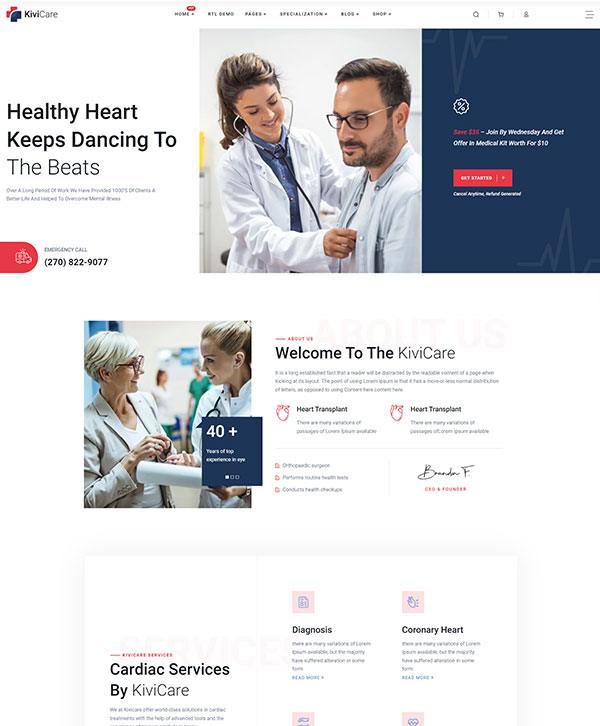 KiviCare
HOT
HOME +
RTL DEMO
PAGES +
SPECIALIZATION +
BLOG +
SHOP +
Healthy Heart
Keeps Dancing To
The Beats
Over A Long Period Of Work We Have Provided 1000'S Of Clients A
Better Life And Helped To Overcome Mental Illness
EMERGENCY CALL
(270) 822-9077
Save $36 – Join By Wednesday And Get
Offer In Medical Kit Worth For $10
GET STARTED +
Cancel Anytime, Refund Generated
40 +
Years of top
experience in eye
ABOUT US
ABOUT US
Welcome To The KiviCare
It is a long established fact that a reader will be distracted by the readable content of a page when
looking at its layout. The point of using Lorem Ipsum is that it has a more-or-less normal distribution
of letters, as opposed to using Content here content here.
Heart Transplant
There are many variations of
passages of Lorem Ipsum available
Heart Transplant
There are many variations of
passages of Lorem Ipsum available
Orthopaedic surgeon
Performs routine health tests
Conducts health checkups
Brandon F.
CEO & FOUNDER
SERVICES
KIVICARE SERVICES
Cardiac Services
By KiviCare
We at Kivicare offer world-class solutions in cardiac
treatments with the help of advanced tools and the
Diagnosis
there are many variations of Lorem
Ipsum available, but the majority
have suffered alteration in some
form
READ MORE +
Coronary Heart
there are many variations of Lorem
Ipsum available, but the majority
have suffered alteration in some
form.
READ MORE +